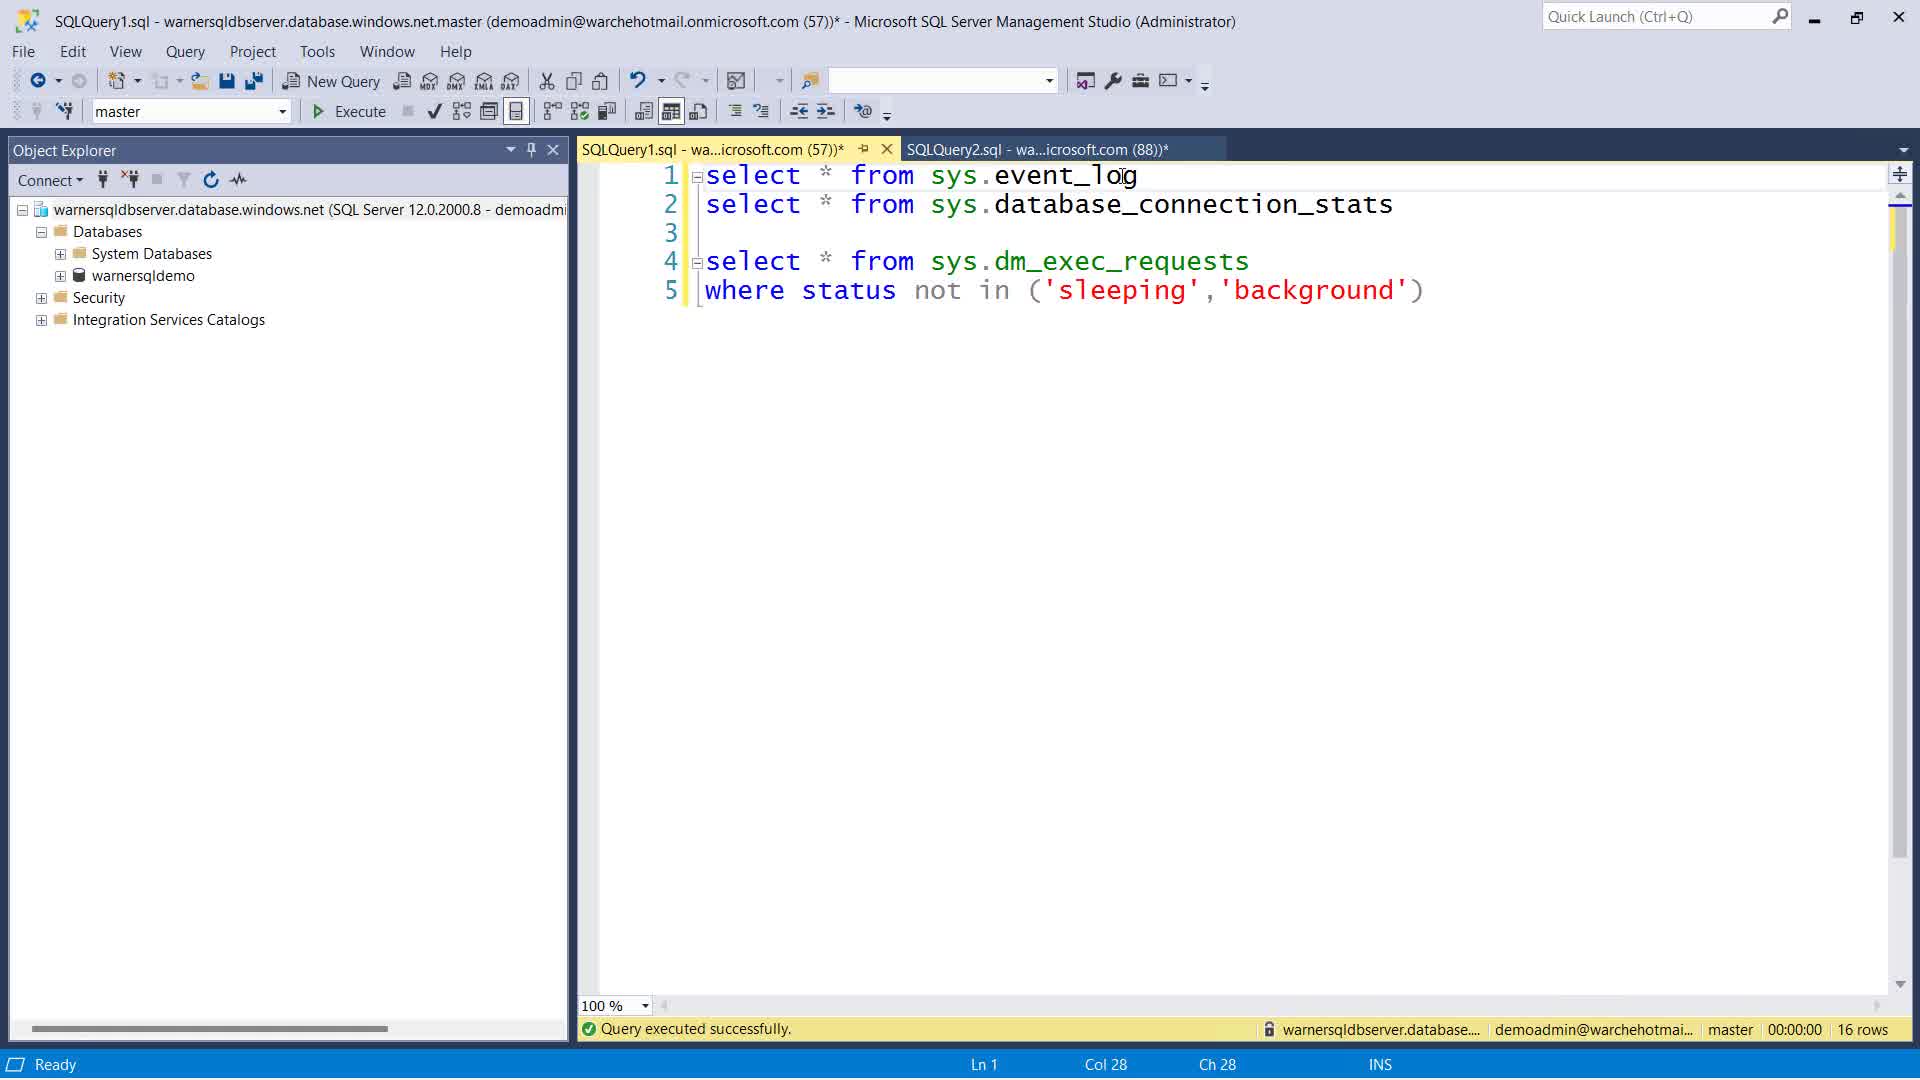 SQLQuery1.sql - warnersqldbserver.database.windows.net.master (demoadmin@warchehotmail.onmicrosoft.com (57))* - Microsoft SQL Server Management Studio (Administrator)
Quick Launch (Ctrl+Q)
File Edit View Query Project Tools Window Help
New Query MDX DMX XMLA DAX
master Execute
Object Explorer
SQLQuery1.sql - wa...icrosoft.com (57))* SQLQuery2.sql - wa...icrosoft.com (88))*
Connect
warnersqldbserver.database.windows.net (SQL Server 12.0.2000.8 - demoadmi
Databases
System Databases
warnersqldemo
Security
Integration Services Catalogs
1 select * from sys.event_log
2 select * from sys.database_connection_stats
3
4 select * from sys.dm_exec_requests
5 where status not in ('sleeping','background')
100 %
Query executed successfully. warnersqldbserver.database.... demoadmin@warchehotmai... master 00:00:00 16 rows
Ready Ln 1 Col 28 Ch 28 INS